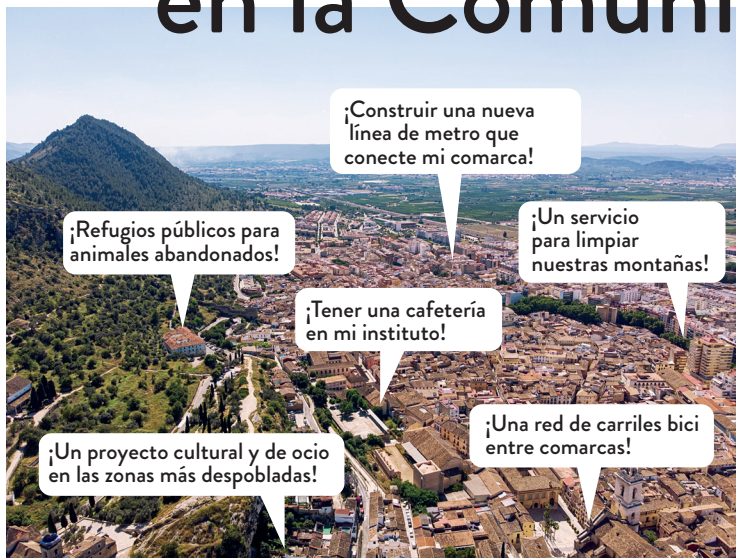 en la Comuni
¡Construir una nueva
línea de metro que
conecte mi comarca!
¡Refugios públicos para
animales abandonados!
¡Un servicio
para limpiar
nuestras montañas!
¡Tener una cafetería
en mi instituto!
¡Una red de carriles bici
entre comarcas!
¡Un proyecto cultural y de ocio
en las zonas más despobladas!